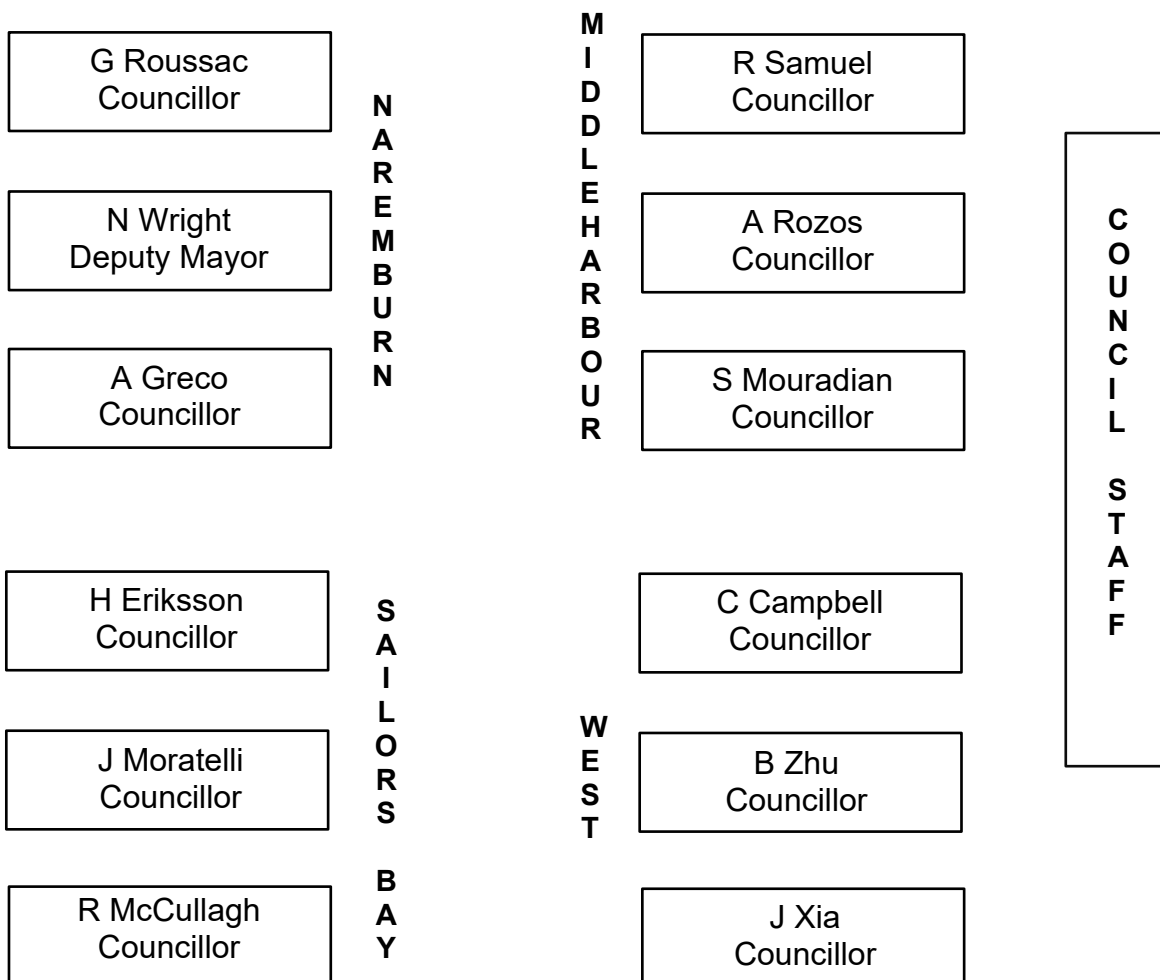 G Roussac
Councillor
N Wright
Deputy Mayor
A Greco
Councillor
NAREMBURN
MIDDLEHARBOUR
R Samuel
Councillor
A Rozos
Councillor
S Mouradian
Councillor
COUNCIL STAFF
H Eriksson
Councillor
J Moratelli
Councillor
R McCullagh
Councillor
SAILORS BAY
WEST
C Campbell
Councillor
B Zhu
Councillor
J Xia
Councillor